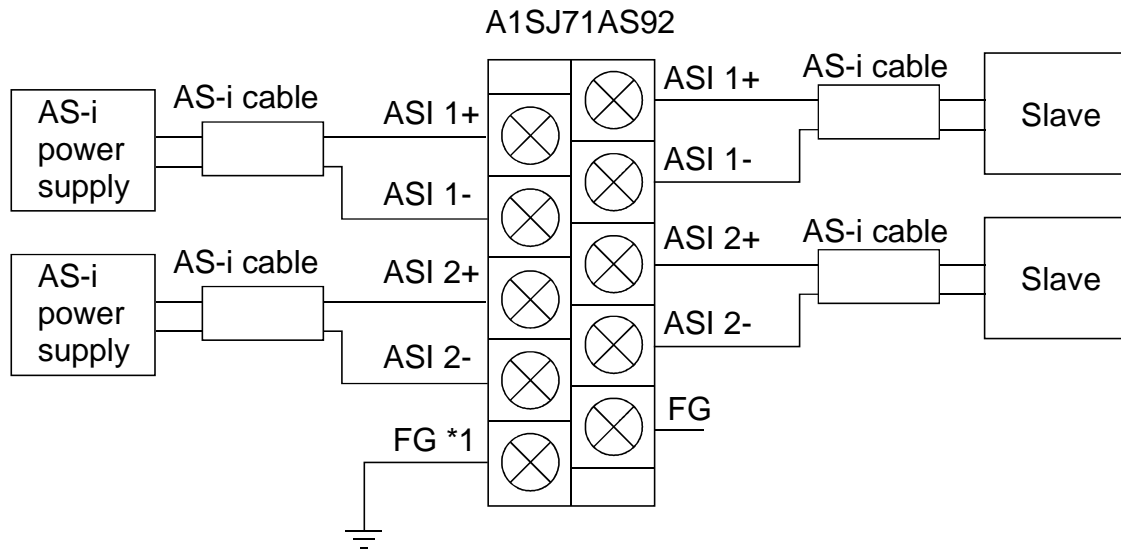 A1SJ71AS92
AS-i
power
supply
AS-i cable
ASI 1+
ASI 1-
AS-i
power
supply
AS-i cable
ASI 2+
ASI 2-
FG *1
ASI 1+
ASI 1-
AS-i cable
Slave
ASI 2+
ASI 2-
AS-i cable
Slave
FG